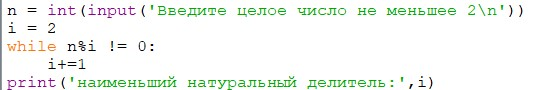 n = int(input('Введите целое число не меньшее 2\n'))
i = 2
while n%i != 0:
    i+=1
print('наименьший натуральный делитель:',i)